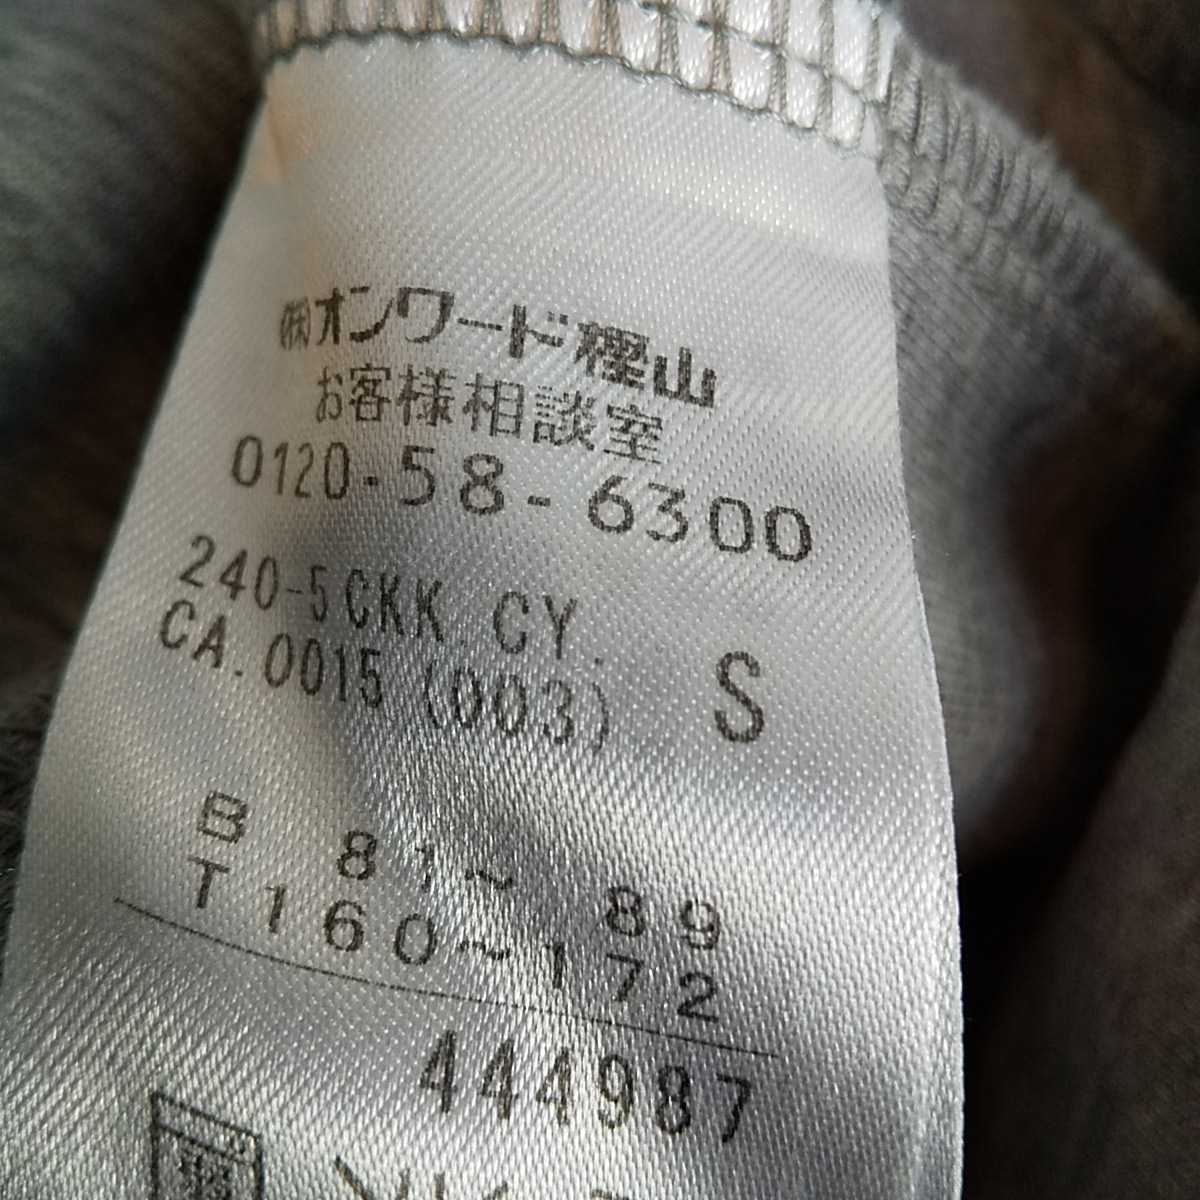 ㈱オンワード樫山
お客様相談室
0120-58-6300
240-5CKK.CY.
CA.0015(003) S
B 81~ 89
T160~172
444987